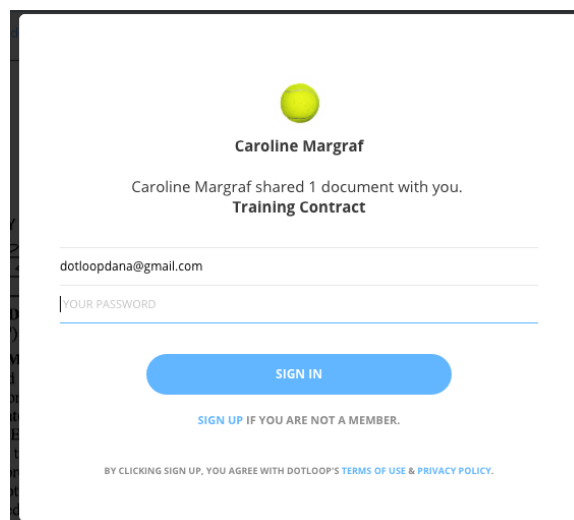 Caroline Margraf
Caroline Margraf shared 1 document with you.
Training Contract
dotloopdana@gmail.com
YOUR PASSWORD
SIGN IN
SIGN UP IF YOU ARE NOT A MEMBER.
BY CLICKING SIGN UP, YOU AGREE WITH DOTLOOP'S TERMS OF USE & PRIVACY POLICY.